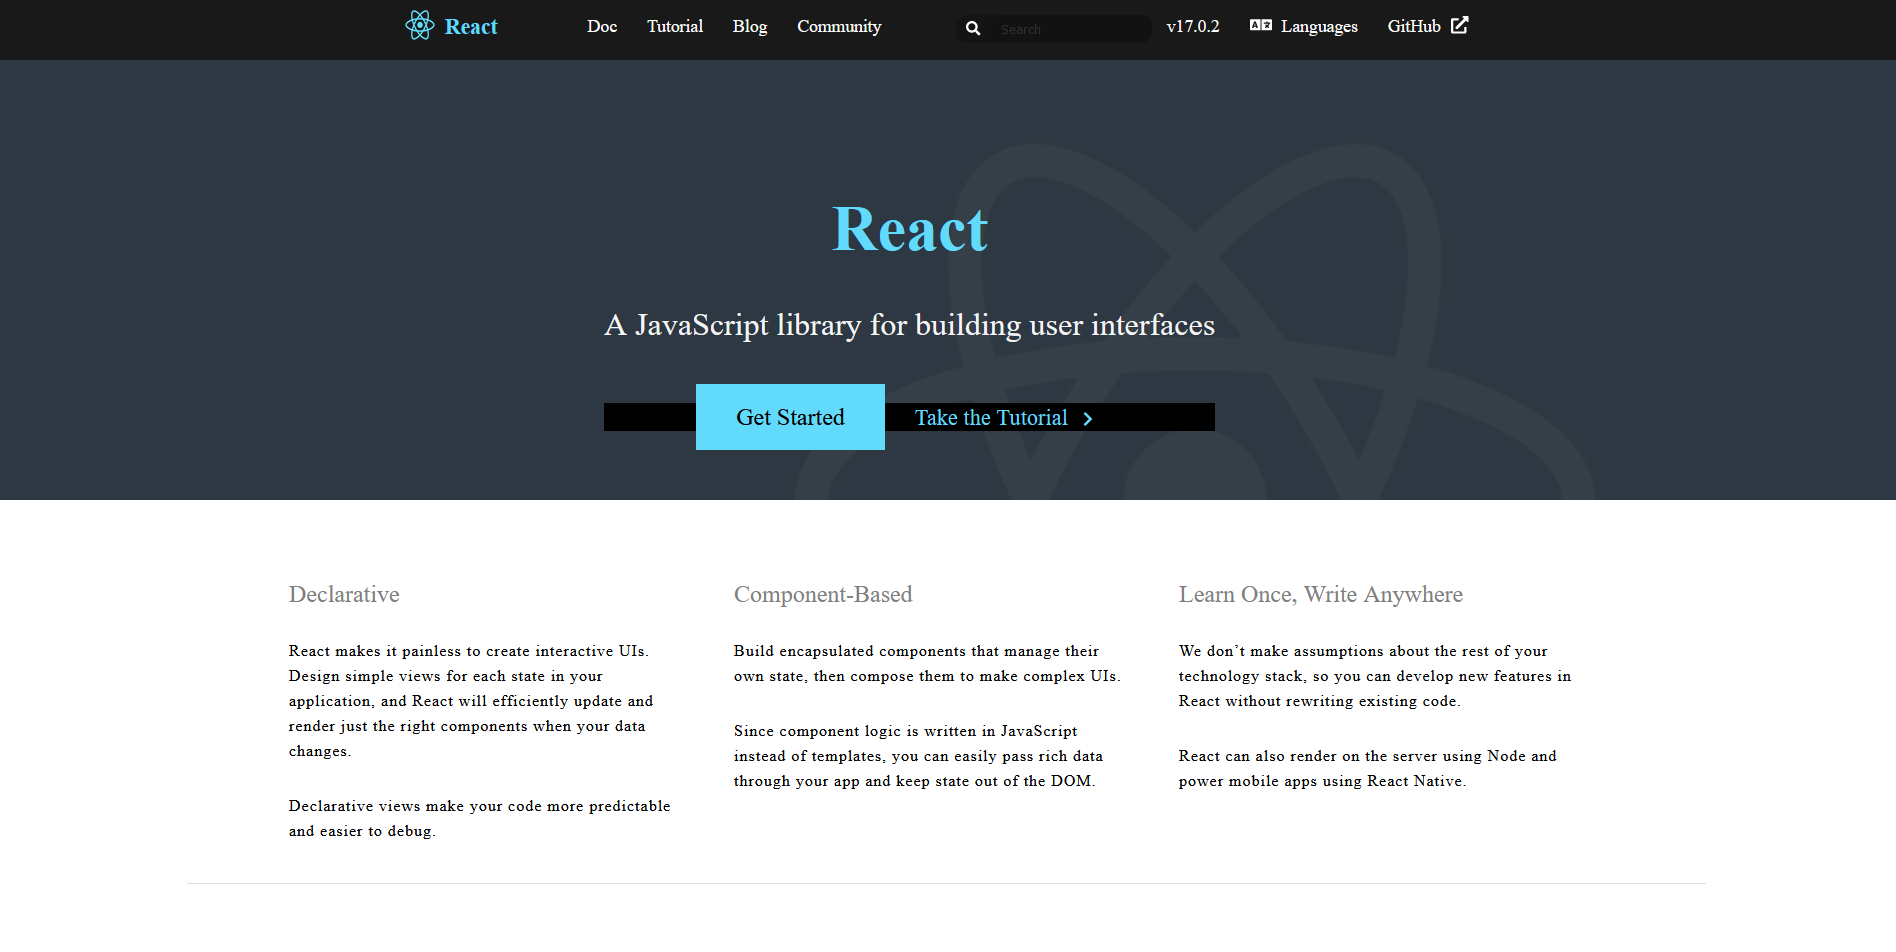 React
Doc Tutorial Blog Community
Search
v17.0.2 Languages GitHub
React
A JavaScript library for building user interfaces
Get Started Take the Tutorial
Declarative
React makes it painless to create interactive UIs.
Design simple views for each state in your
application, and React will efficiently update and
render just the right components when your data
changes.
Declarative views make your code more predictable
and easier to debug.
Component-Based
Build encapsulated components that manage their
own state, then compose them to make complex UIs.
Since component logic is written in JavaScript
instead of templates, you can easily pass rich data
through your app and keep state out of the DOM.
Learn Once, Write Anywhere
We don’t make assumptions about the rest of your
technology stack, so you can develop new features in
React without rewriting existing code.
React can also render on the server using Node and
power mobile apps using React Native.